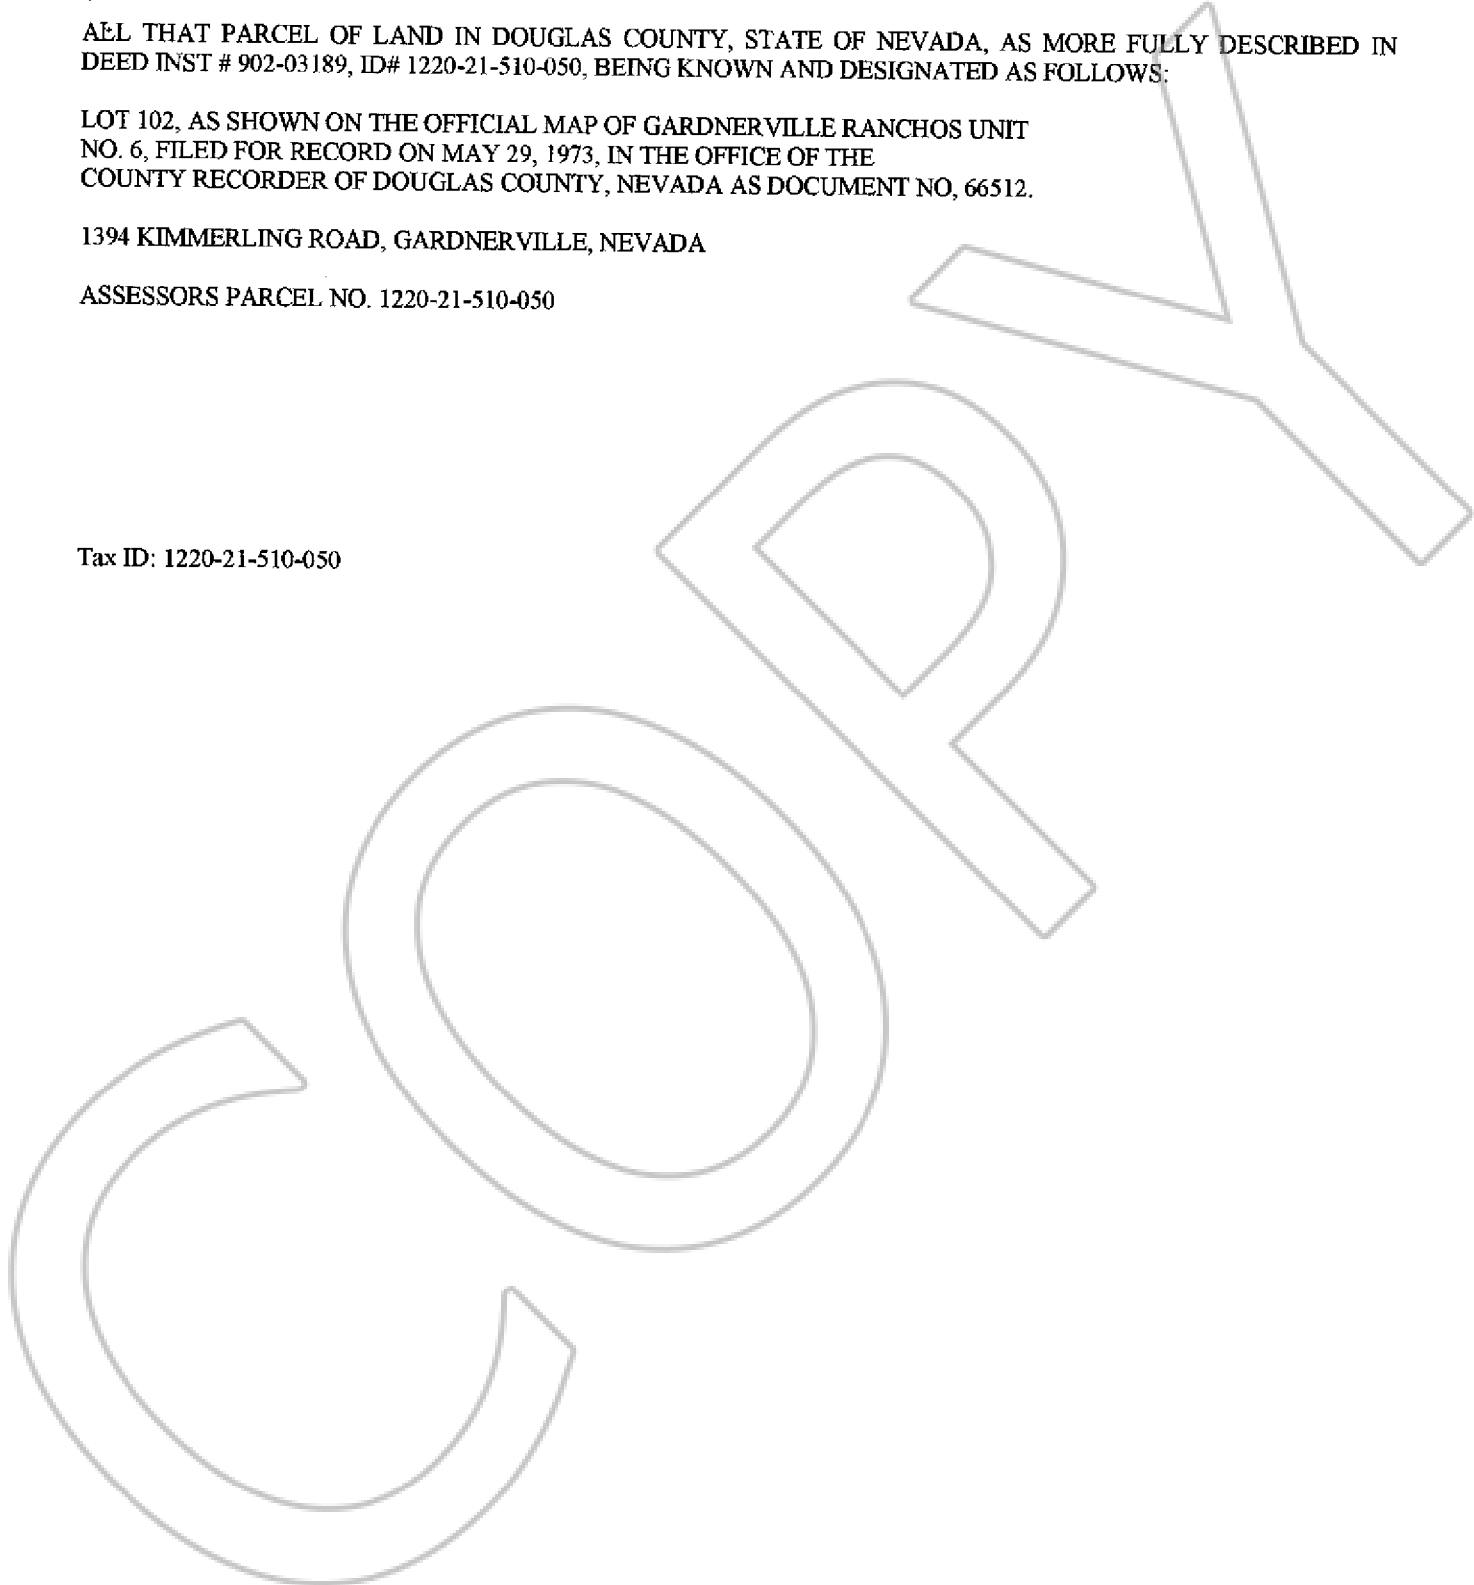 ALL THAT PARCEL OF LAND IN DOUGLAS COUNTY, STATE OF NEVADA, AS MORE FULLY DESCRIBED IN
DEED INST # 902-03189, ID# 1220-21-510-050, BEING KNOWN AND DESIGNATED AS FOLLOWS:
LOT 102, AS SHOWN ON THE OFFICIAL MAP OF GARDNERVILLE RANCHOS UNIT
NO. 6, FILED FOR RECORD ON MAY 29, 1973, IN THE OFFICE OF THE
COUNTY RECORDER OF DOUGLAS COUNTY, NEVADA AS DOCUMENT NO, 66512.
1394 KIMMERLING ROAD, GARDNERVILLE, NEVADA
ASSESSORS PARCEL NO. 1220-21-510-050
Tax ID: 1220-21-510-050
COPY